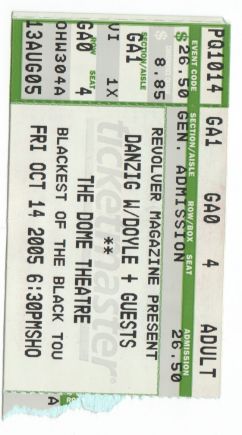 PQ1014 GA1 GA0 4 ADULT
EVENT CODE SECTION/AISLE ROW/BOX SEAT ADMISSION
$ 26.50 GEN. ADMISSION 26.50
$ 8.85
SECTION/AISLE
GA1 REVOLVER MAGAZINE PRESENT
VI 1X DANZIG W/DOYLE + GUESTS
**
ROW SEAT
GA0 4 THE DOME THEATRE
OHW304A BLACKEST OF THE BLACK TOU
13AUG05 FRI OCT 14 2005 6:30PMSHO
ticketmaster
A